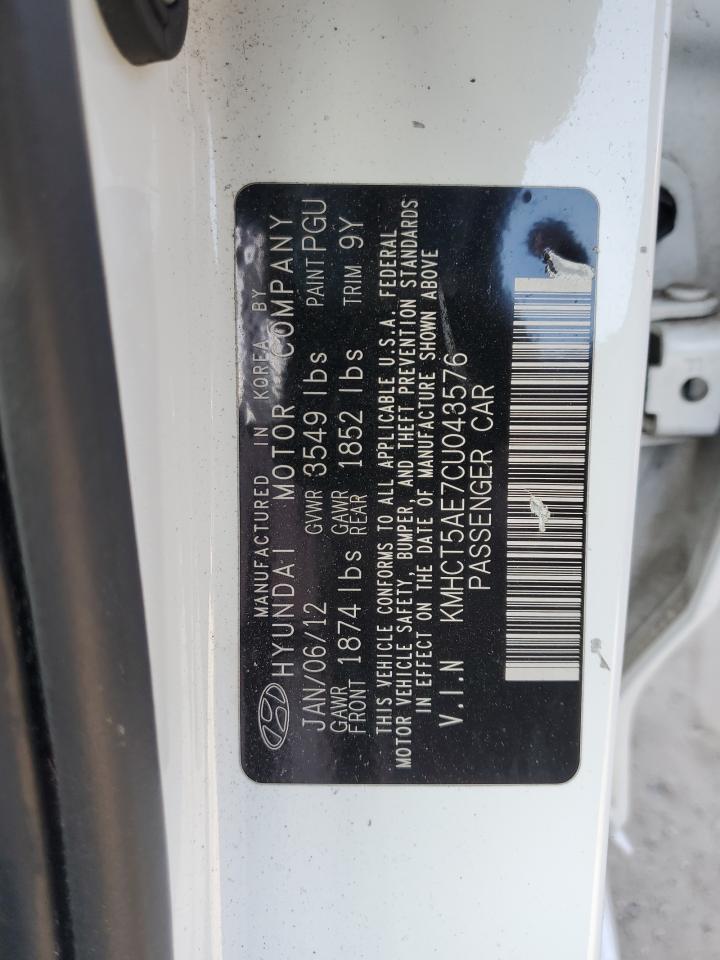 MANUFACTURED IN KOREA BY
HYUNDAI MOTOR COMPANY
JAN/06/12 GVWR 3549 lbs PAINT PGU
GAWR FRONT 1874 lbs GAWR REAR 1852 lbs TRIM 9Y
THIS VEHICLE CONFORMS TO ALL APPLICABLE U.S.A. FEDERAL
MOTOR VEHICLE SAFETY, BUMPER, AND THEFT PREVENTION STANDARDS
IN EFFECT ON THE DATE OF MANUFACTURE SHOWN ABOVE
V.I.N KMHCT5AE7CU043576
PASSENGER CAR